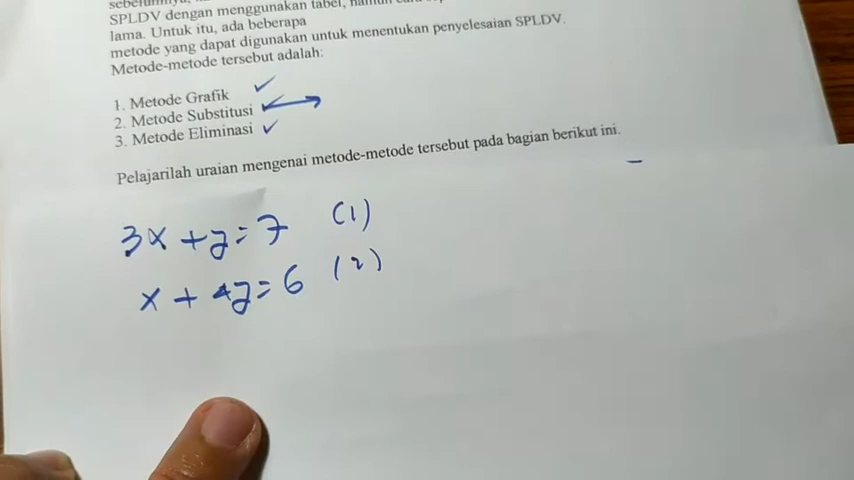 SPLDV dengan menggunakan tabel, namun cara
lama. Untuk itu, ada beberapa
metode yang dapat digunakan untuk menentukan penyelesaian SPLDV.
Metode-metode tersebut adalah:
1. Metode Grafik
2. Metode Substitusi
3. Metode Eliminasi
Pelajarilah uraian mengenai metode-metode tersebut pada bagian berikut ini.
3x + y = 7 (1)
x + 4y = 6 (2)